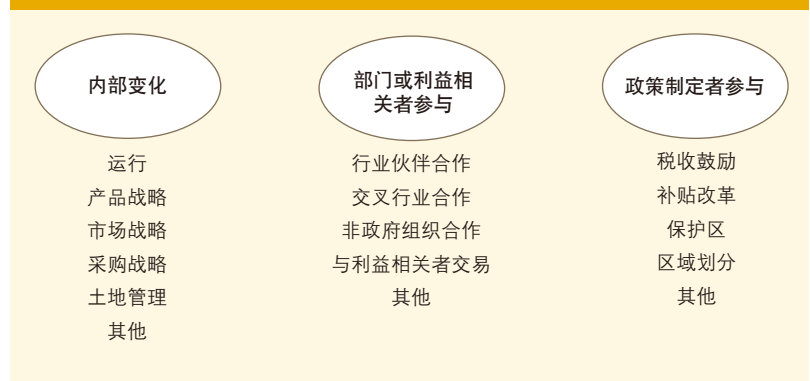 内部变化
运行
产品战略
市场战略
采购战略
土地管理
其他
部门或利益相
关者参与
行业伙伴合作
交叉行业合作
非政府组织合作
与利益相关者交易
其他
政策制定者参与
税收鼓励
补贴改革
保护区
区域划分
其他